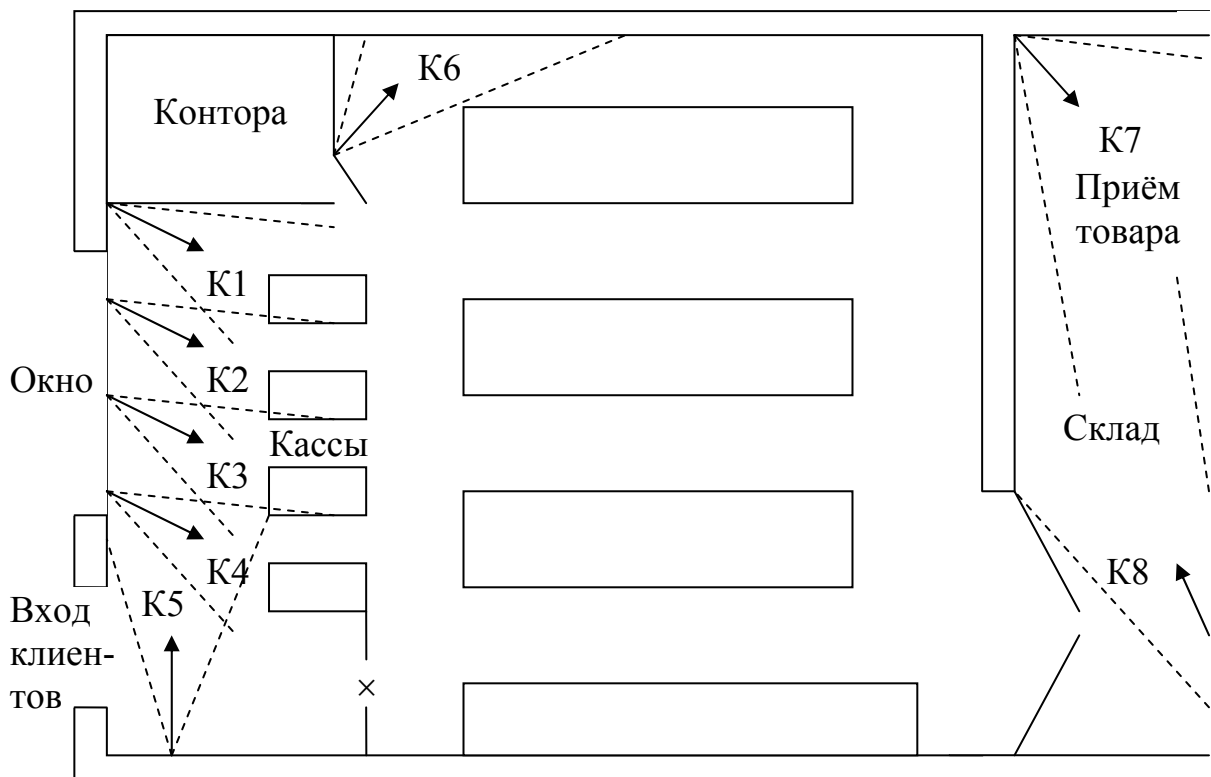 К6
Контора
К7
Приём
товара
К1
Окно
К2
Кассы
Склад
К3
К4
К8
К5
Вход
клиен-
тов
×